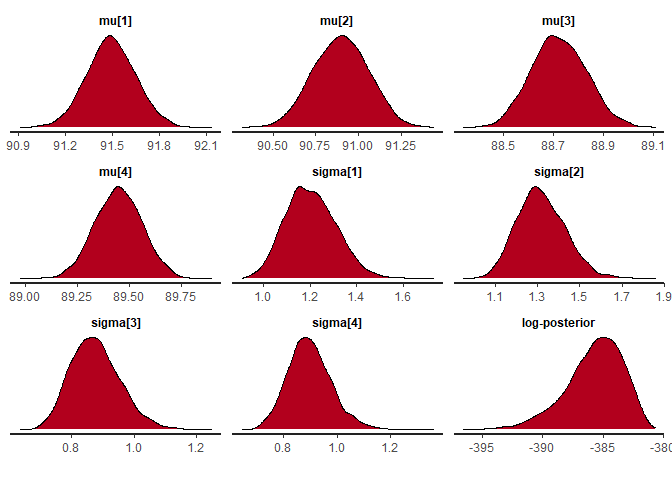 mu[1] mu[2] mu[3]
90.9 91.2 91.5 91.8 92.1 90.50 90.75 91.00 91.25 88.5 88.7 88.9 89.1
mu[4] sigma[1] sigma[2]
89.00 89.25 89.50 89.75 1.0 1.2 1.4 1.6 1.1 1.3 1.5 1.7 1.9
sigma[3] sigma[4] log-posterior
0.8 1.0 1.2 0.8 1.0 1.2 -395 -390 -385 -380